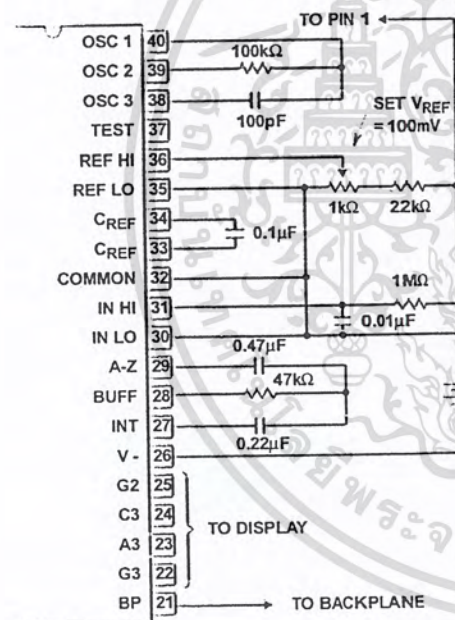 TO PIN 1
OSC 1 40
100kΩ
OSC 2 39
OSC 3 38
100pF
SET VREF
= 100mV
TEST 37
REF HI 36
REF LO 35
1kΩ 22kΩ
CREF 34
0.1µF
CREF 33
COMMON 32
1MΩ
IN HI 31
0.01µF
IN LO 30
0.47µF
A-Z 29
47kΩ
BUFF 28
INT 27
0.22µF
V - 26
G2 25
C3 24
TO DISPLAY
A3 23
G3 22
BP 21 TO BACKPLANE